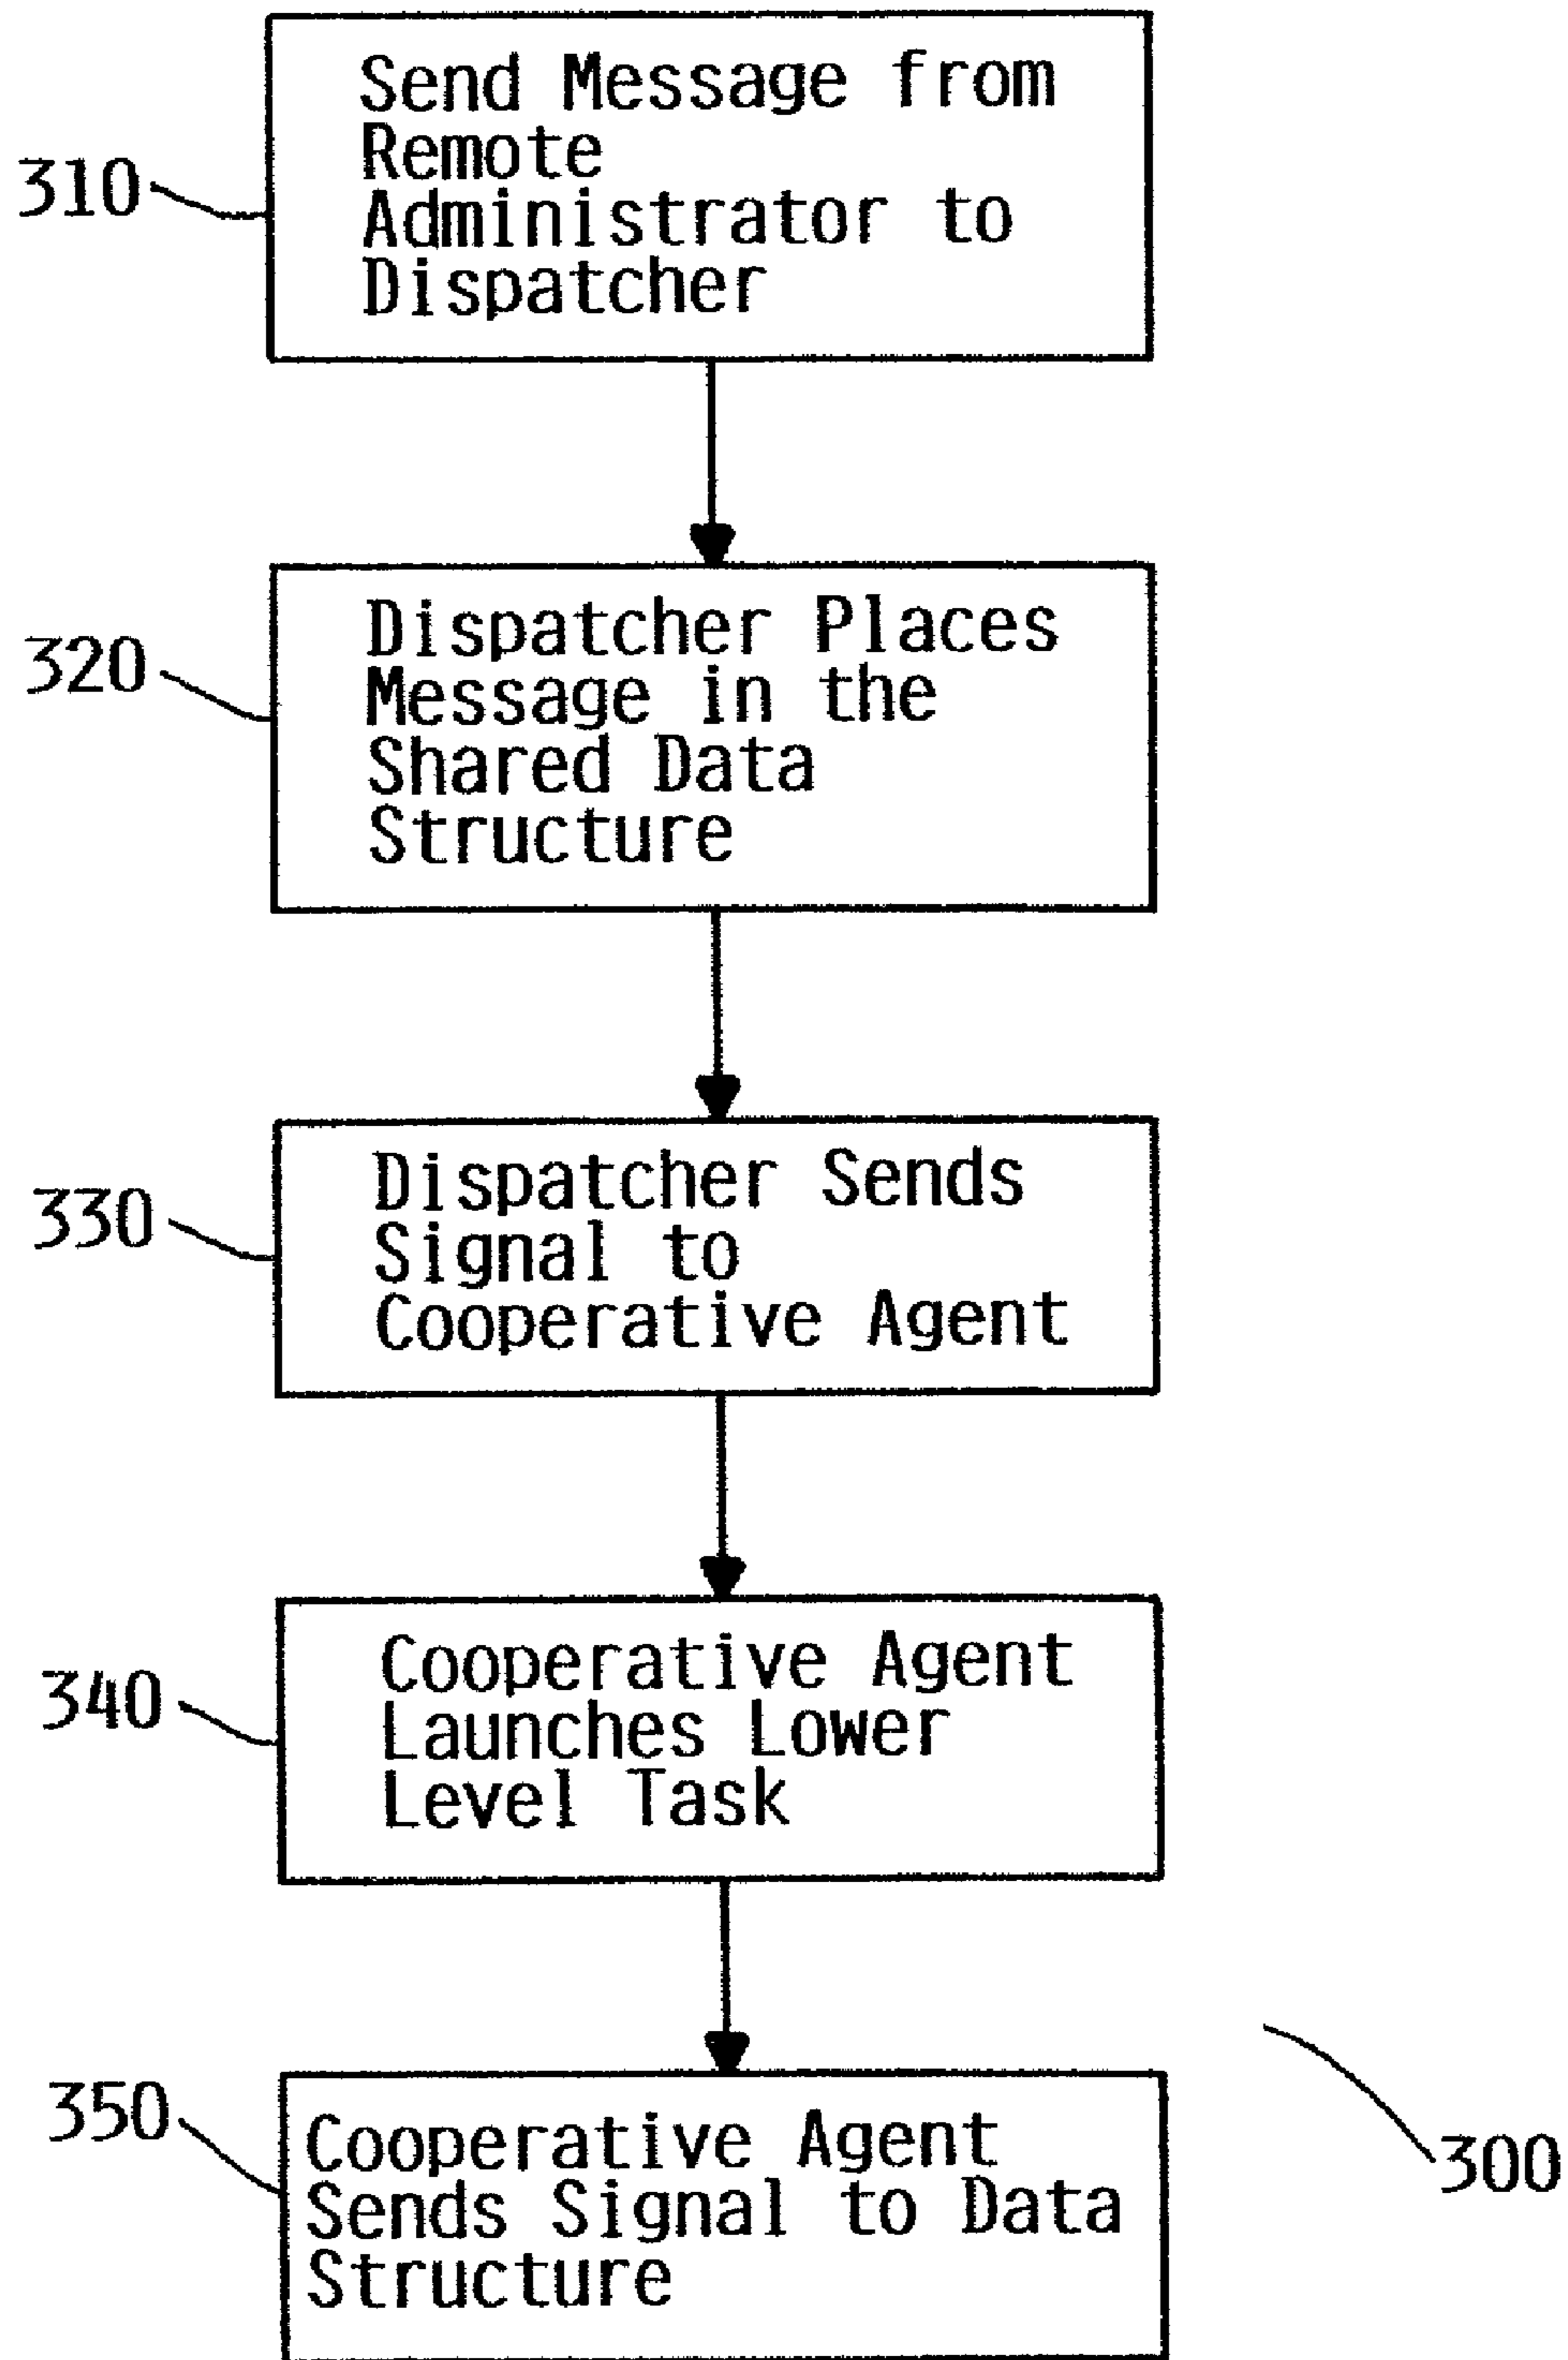 310
Send Message from
Remote
Administrator to
Dispatcher
320
Dispatcher Places
Message in the
Shared Data
Structure
330
Dispatcher Sends
Signal to
Cooperative Agent
340
Cooperative Agent
Launches Lower
Level Task
350
Cooperative Agent
Sends Signal to Data
Structure
300